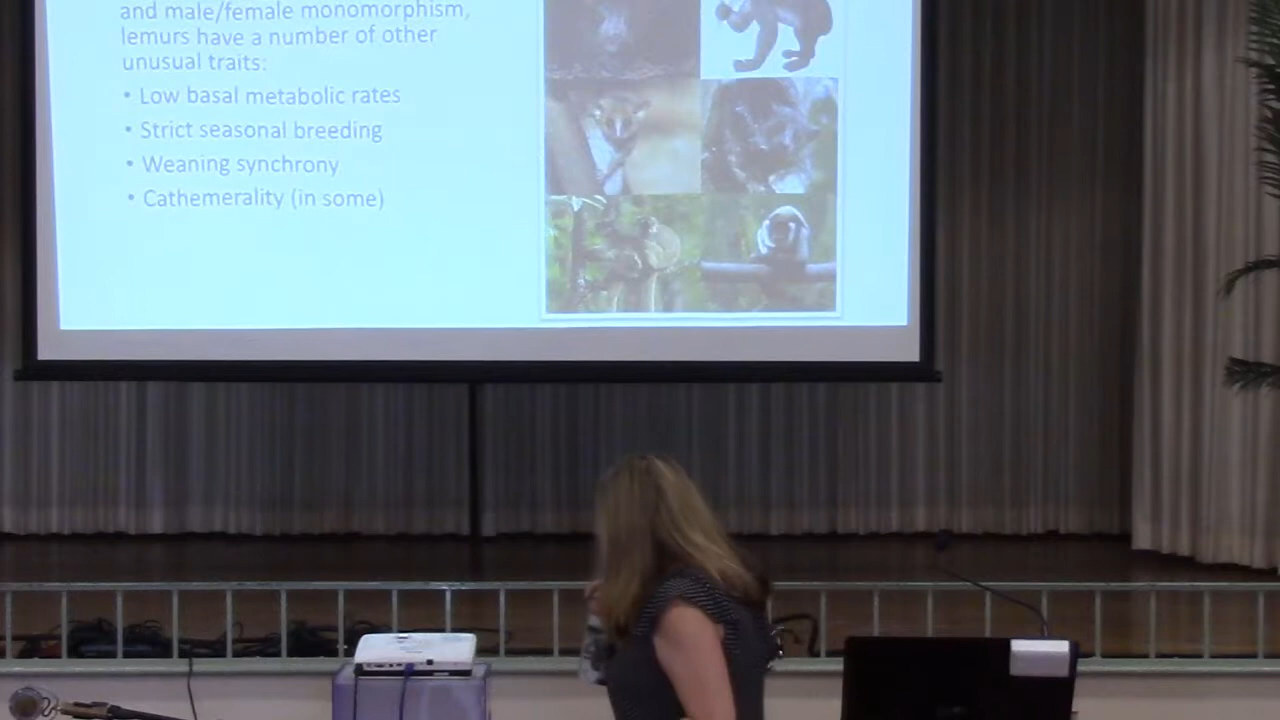 and male/female monomorphism,
lemurs have a number of other
unusual traits:
• Low basal metabolic rates
• Strict seasonal breeding
• Weaning synchrony
• Cathemerality (in some)